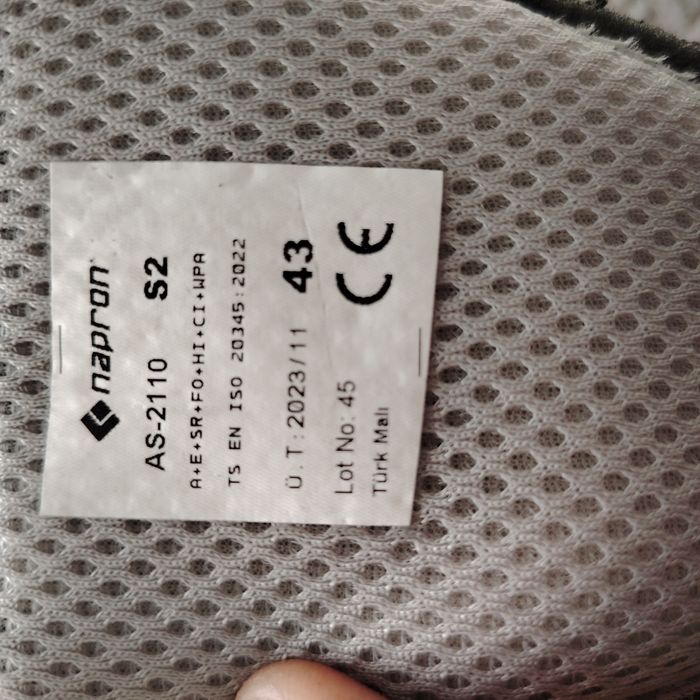 napron
AS-2110 S2
A+E+SR+FO+HI+CI+WPA
TS EN ISO 20345:2022
Ü.T:2023/11 43
Lot No: 45
Türk Malı
CE